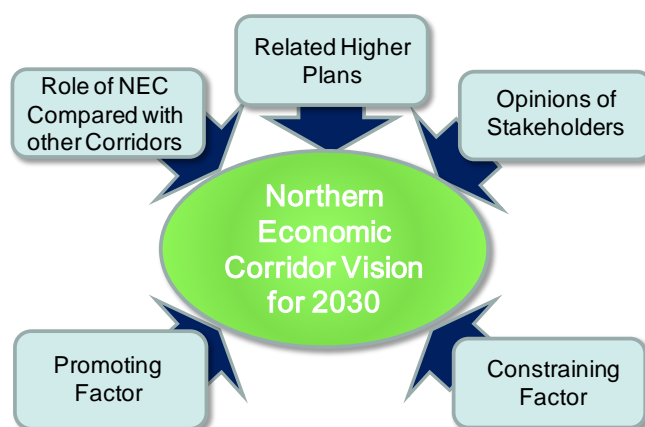 Related Higher
Plans
Role of NEC
Compared with
other Corridors
Opinions of
Stakeholders
Northern
Economic
Corridor Vision
for 2030
Promoting
Factor
Constraining
Factor